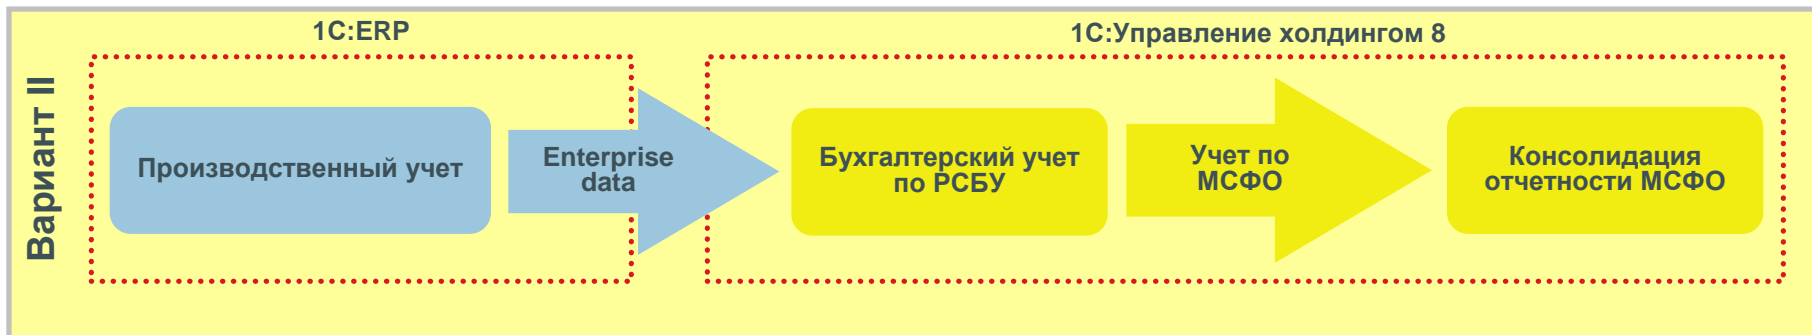 1С:ERP
1С:Управление холдингом 8
Вариант II
Производственный учет
Enterprise
data
Бухгалтерский учет
по РСБУ
Учет по
МСФО
Консолидация
отчетности МСФО